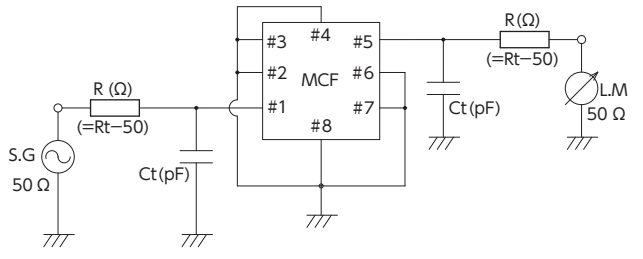 R(Ω)
(=Rt−50)
#4
#3
#5
#2
MCF
#6
L.M
50 Ω
R (Ω)
(=Rt−50)
#1
#7
Ct(pF)
#8
S.G
50 Ω
Ct(pF)